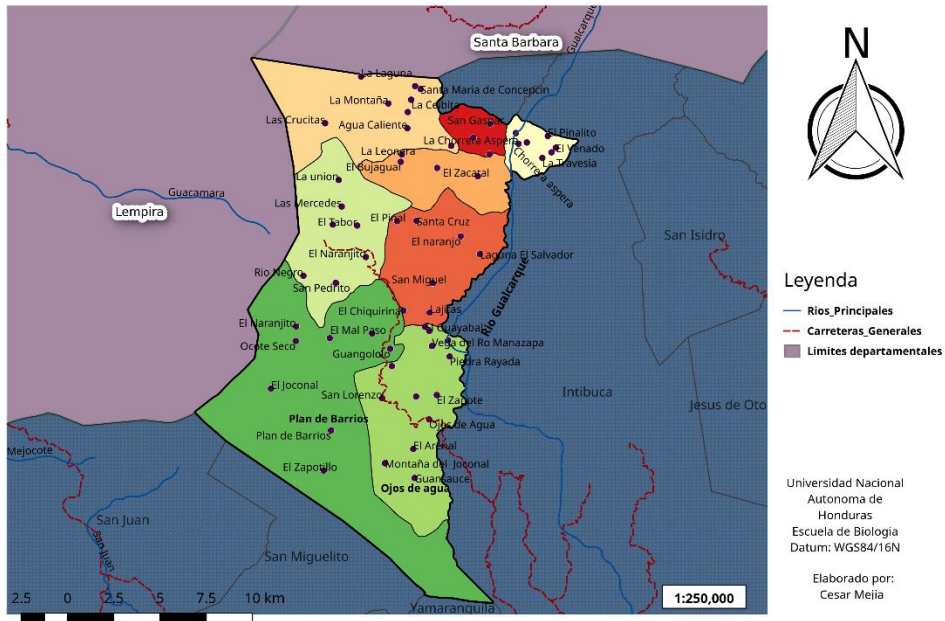 Santa Barbara
Gualcarque
N
La Laguna
Santa Maria de Concepcin
La Montaña
La Ceibita
Las Crucitas
Agua Caliente
San Gaspar
La Chorrera Aspera
El Pinalito
El Venado
La Travesia
Chorrera aspera
La Leonera
El Bujagual
El Zacatal
La union
Guacamara
Lempira
Las Mercedes
El Tabor
El Pinal
Santa Cruz
El naranjo
San Isidro
El Naranjito
Laguna El Salvador
Rio Negro
San Pedrito
San Miguel
Rio Gualcarque
Leyenda
Rios_Principales
Carreteras_Generales
Limites departamentales
El Chiquirina
Lajitas
El Naranjito
El Mal Paso
El Guayabal
Ocote Seco
Guangololo
Vega del Ro Manazapa
Piedra Rayada
El Joconal
San Lorenzo
El Zapote
Intibuca
Jesus de Oto
Plan de Barrios
Plan de Barrios
Ojos de Agua
El Arenal
Mejocote
El Zapotillo
Montaña del Joconal
Guansauce
Ojos de agua
San Juan
San Juan
San Miguelito
Yamaranguila
2.5 0 2.5 5 7.5 10 km
1:250,000
Universidad Nacional
Autonoma de
Honduras
Escuela de Biologia
Datum: WGS84/16N
Elaborado por:
Cesar Mejia